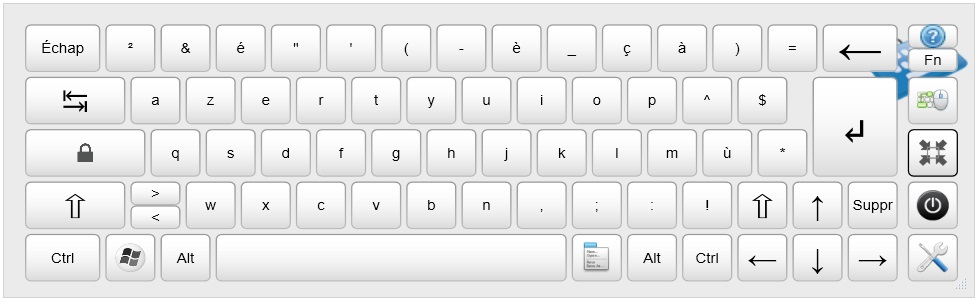 Échap ² & é " ' ( - è _ ç à ) = ← Fn
a z e r t y u i o p ^ $
q s d f g h j k l m ù * ↵
⇧ > < w x c v b n , ; : ! ⇧ ↑ Suppr
Ctrl Alt Alt Ctrl ← ↓ →